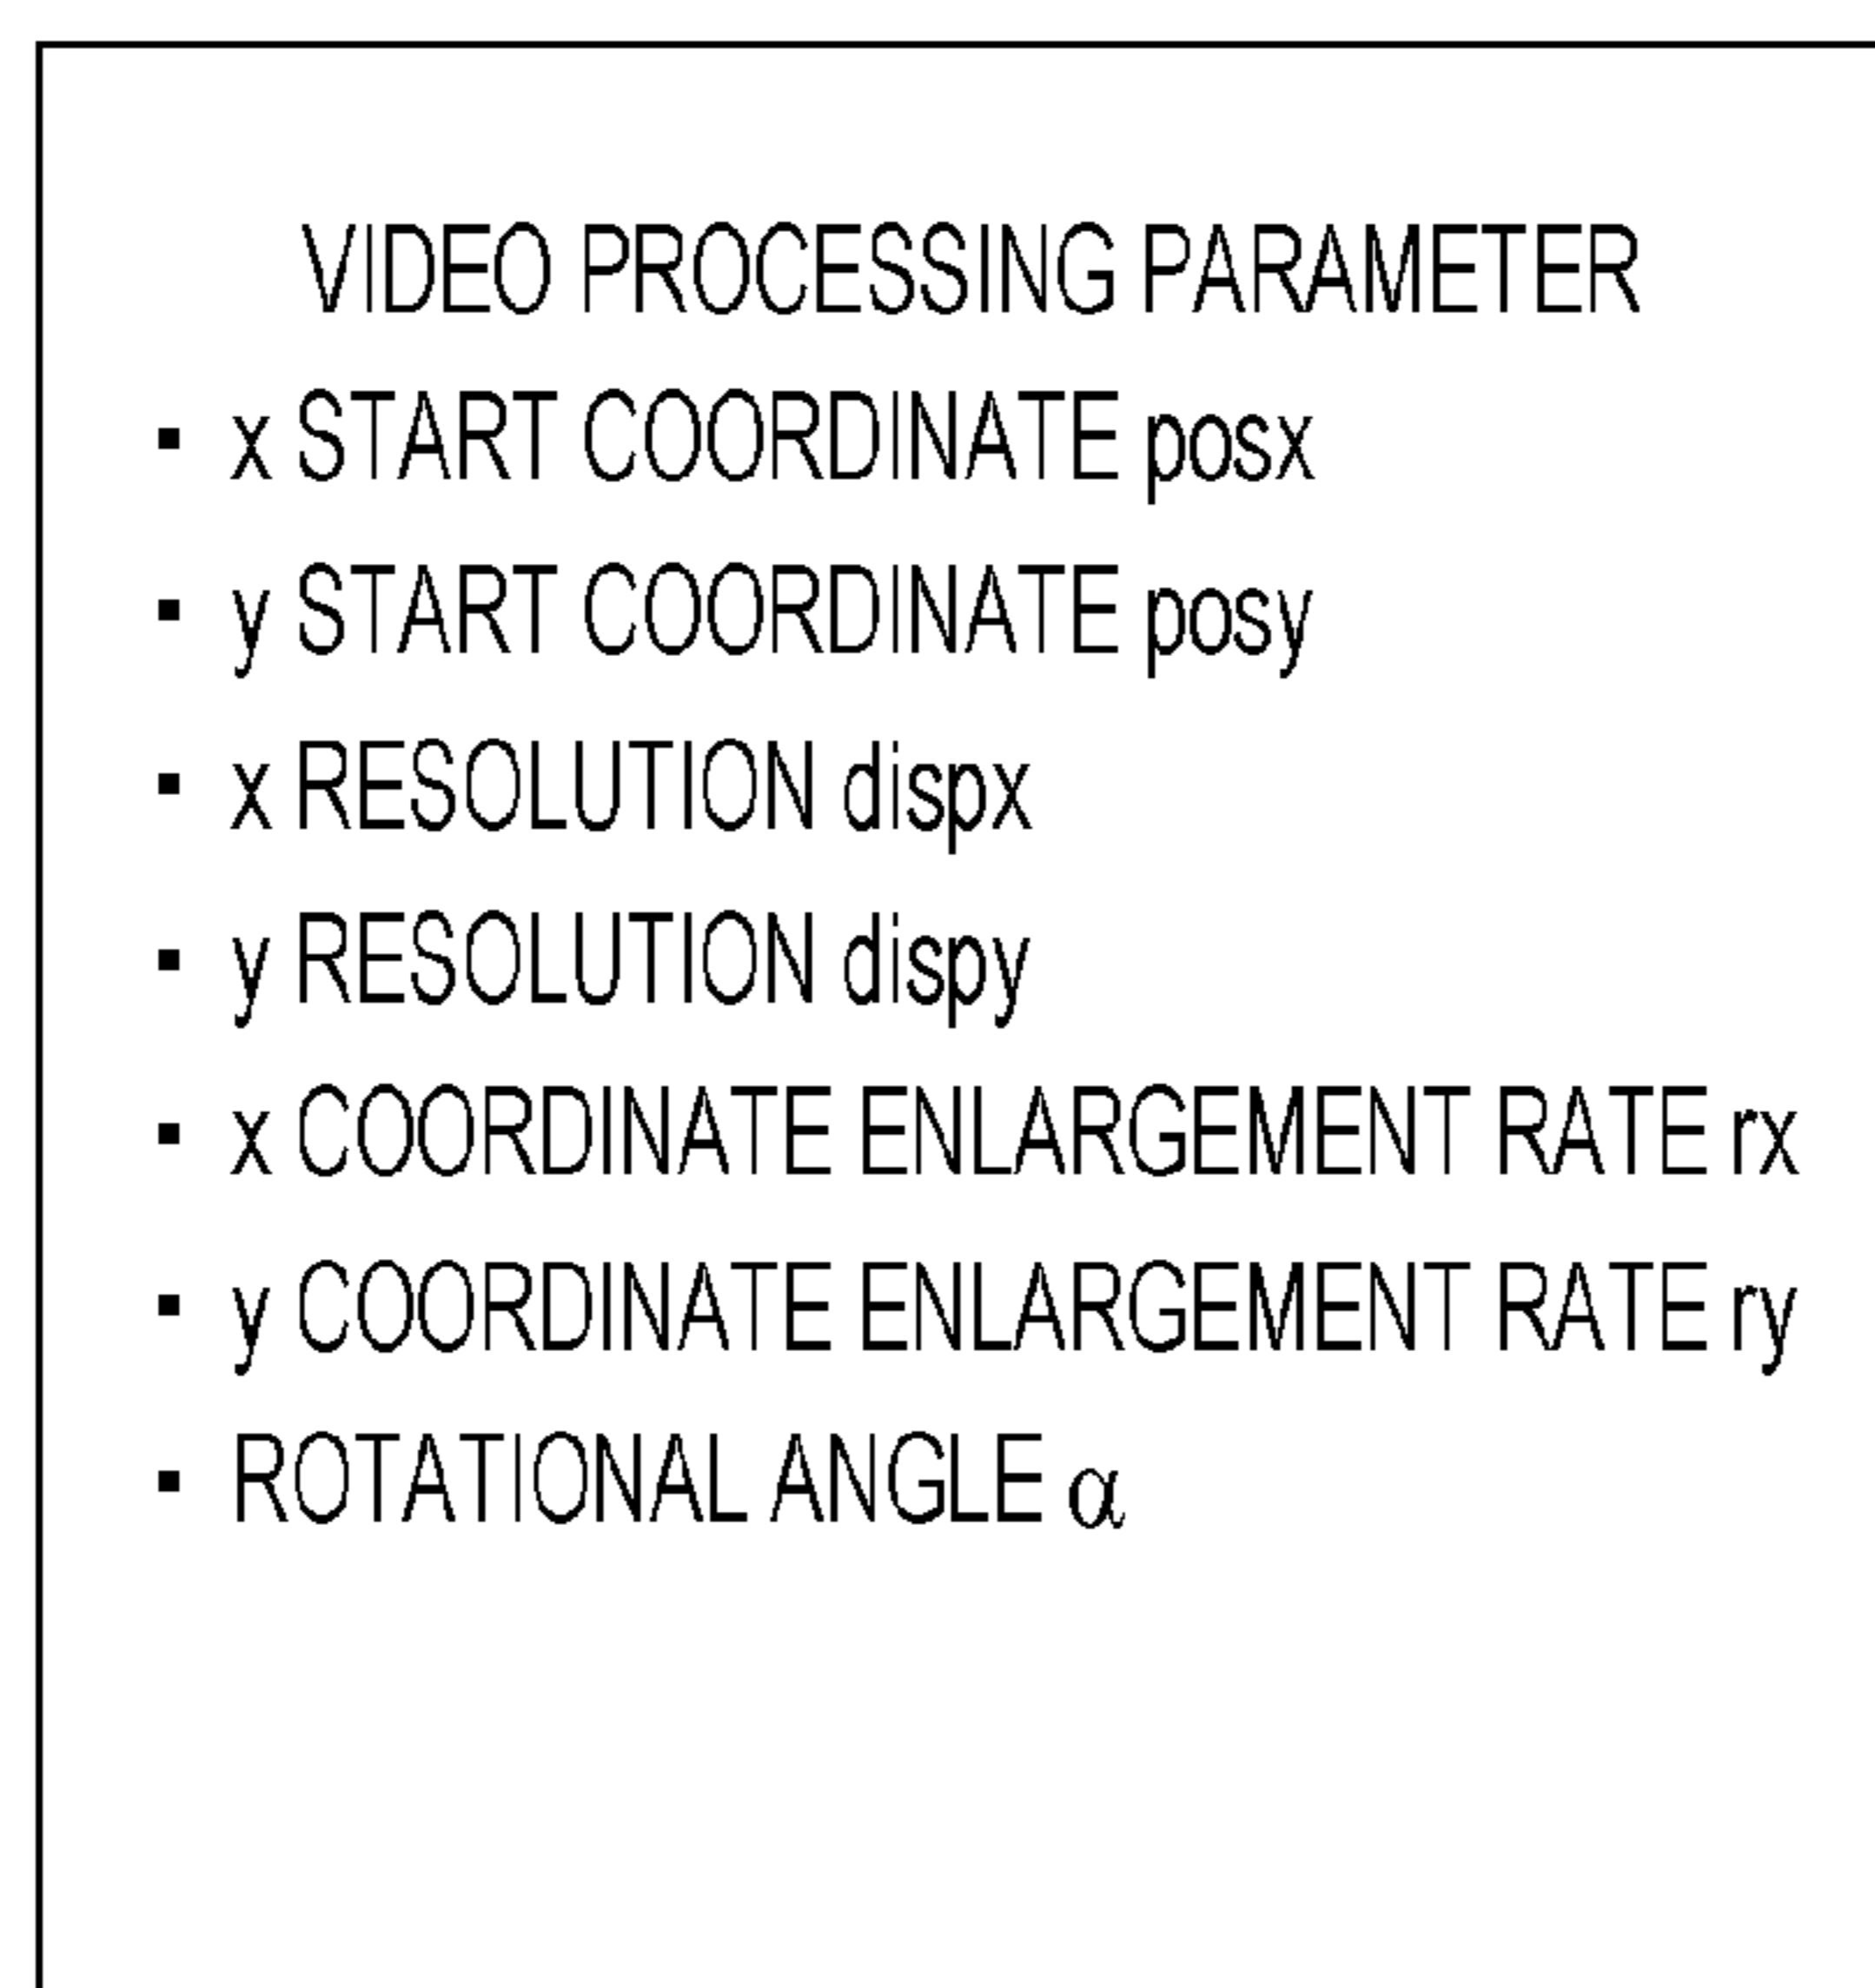 VIDEO PROCESSING PARAMETER
▪ x START COORDINATE posx
▪ y START COORDINATE posy
▪ x RESOLUTION dispx
▪ y RESOLUTION dispy
▪ x COORDINATE ENLARGEMENT RATE rx
▪ y COORDINATE ENLARGEMENT RATE ry
▪ ROTATIONAL ANGLE α